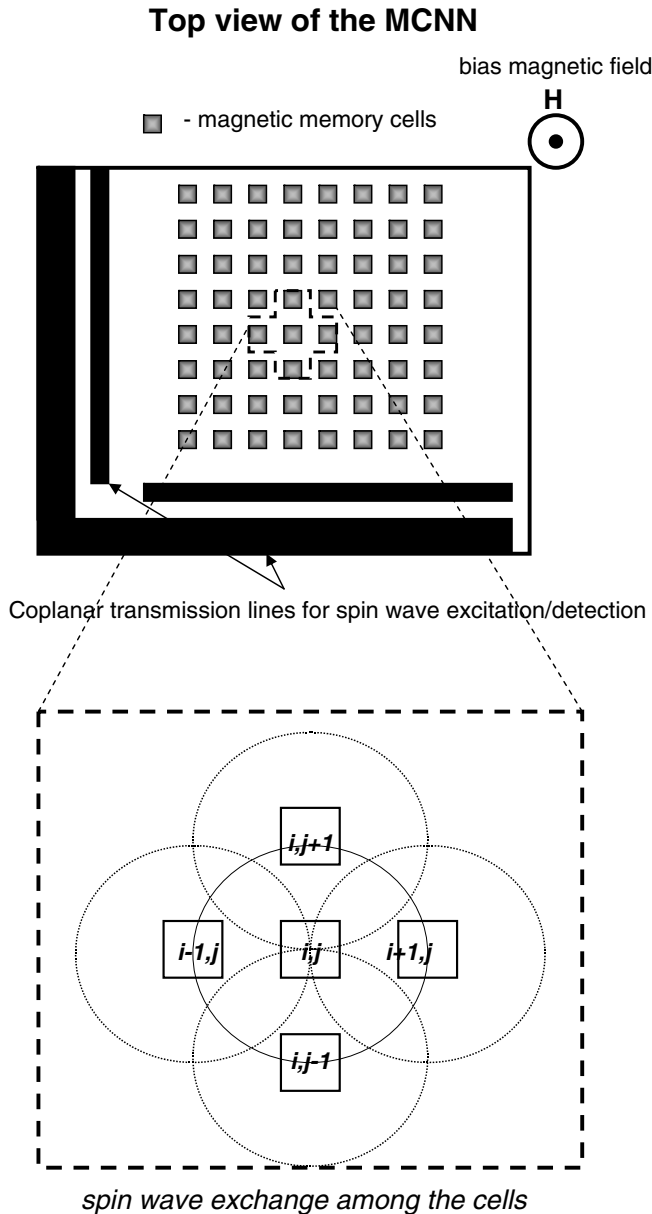 Top view of the MCNN
bias magnetic field
H
- magnetic memory cells
Coplanar transmission lines for spin wave excitation/detection
i,j+1
i-1,j
i,j
i+1,j
i,j-1
spin wave exchange among the cells